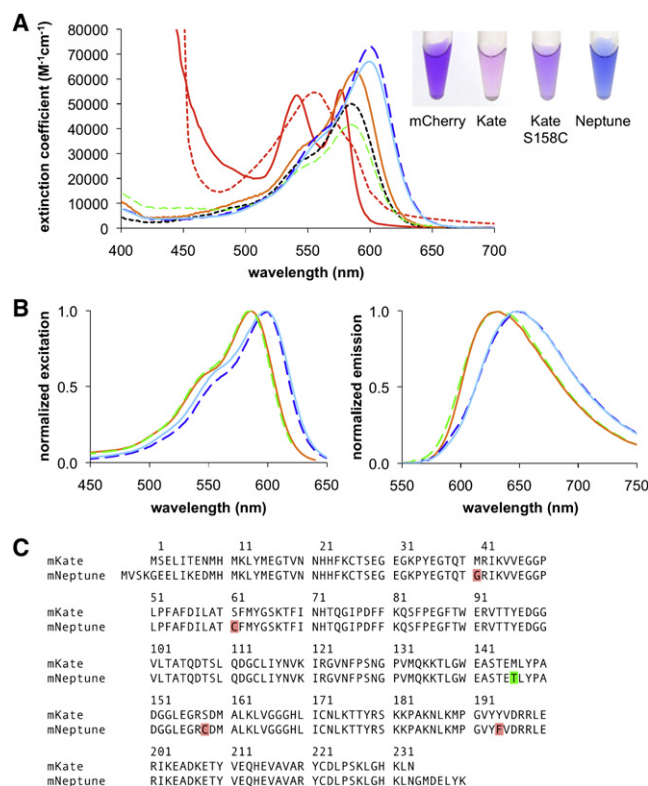 A
extinction coefficient (M-1cm-1)
80000
70000
60000
50000
40000
30000
20000
10000
0
400 450 500 550 600 650 700
wavelength (nm)
mCherry Kate Kate S158C Neptune
B
normalized excitation
1.0
0.5
0.0
450 500 550 600 650
wavelength (nm)
normalized emission
1.0
0.5
0.0
550 600 650 700 750
wavelength (nm)
C
1 11 21 31 41
mKate MSELITENMH MKLYMEGTVN NHHFKCTSEG EGKPYEGTQT MRIKVVEGGP
mNeptune MVSKGEELIKEDMH MKLYMEGTVN NHHFKCTSEG EGKPYEGTQT GRIKVVEGGP
51 61 71 81 91
mKate LPFAFDILAT SFMYGSKTFI NHTQGIPDFF KQSFPEGFTW ERVTTYEDGG
mNeptune LPFAFDILAT CFMYGSKTFI NHTQGIPDFF KQSFPEGFTW ERVTTYEDGG
101 111 121 131 141
mKate VLTATQDTSL QDGCLIYNVK IRGVNFPSNG PVMQKKTLGW EASTEMLYPA
mNeptune VLTATQDTSL QDGCLIYNVK IRGVNFPSNG PVMQKKTLGW EASTETLYPA
151 161 171 181 191
mKate DGGLEGRSDM ALKLVGGGHL ICNLKTTYRS KKPAKNLKMP GVYYVDRRLE
mNeptune DGGLEGRCDM ALKLVGGGHL ICNLKTTYRS KKPAKNLKMP GVYFVDRRLE
201 211 221 231
mKate RIKEADKETY VEQHEVAVAR YCDLPSKLGH KLN
mNeptune RIKEADKETY VEQHEVAVAR YCDLPSKLGH KLNGMDELYK